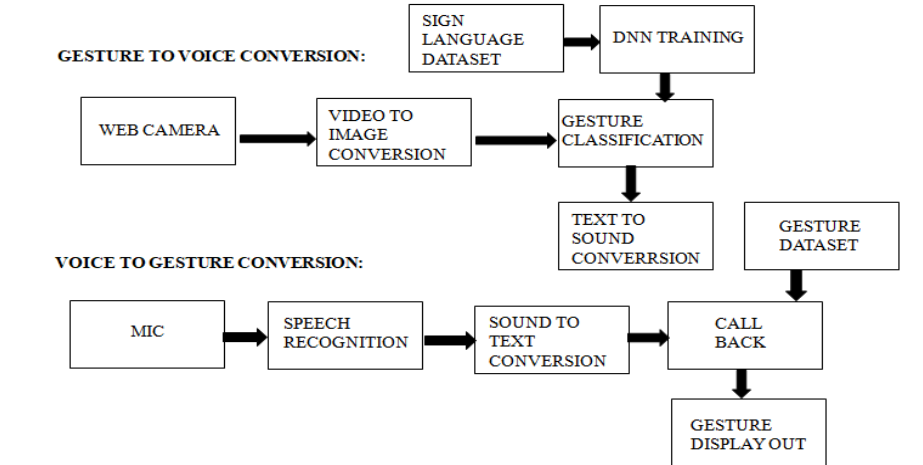 SIGN
LANGUAGE
DATASET
DNN TRAINING
GESTURE TO VOICE CONVERSION:
WEB CAMERA
VIDEO TO
IMAGE
CONVERSION
GESTURE
CLASSIFICATION
TEXT TO
SOUND
CONVERRSION
GESTURE
DATASET
VOICE TO GESTURE CONVERSION:
MIC
SPEECH
RECOGNITION
SOUND TO
TEXT
CONVERSION
CALL
BACK
GESTURE
DISPLAY OUT